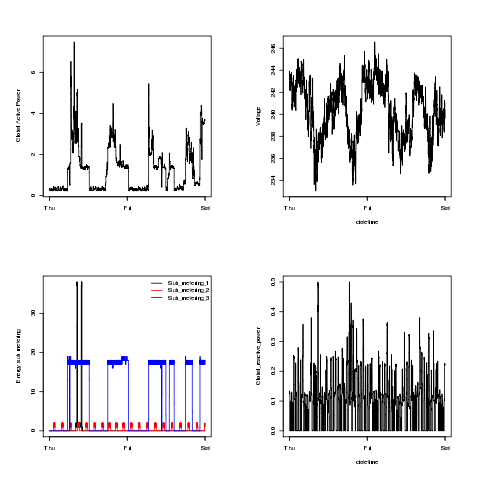 Global Active Power
0 2 4 6
Thu Fri Sat
Voltage
234 236 238 240 242 244 246
Thu Fri Sat
datetime
Energy sub metering
0 10 20 30
Sub_metering_1
Sub_metering_2
Sub_metering_3
Thu Fri Sat
Global_reactive_power
0.0 0.1 0.2 0.3 0.4 0.5
Thu Fri Sat
datetime